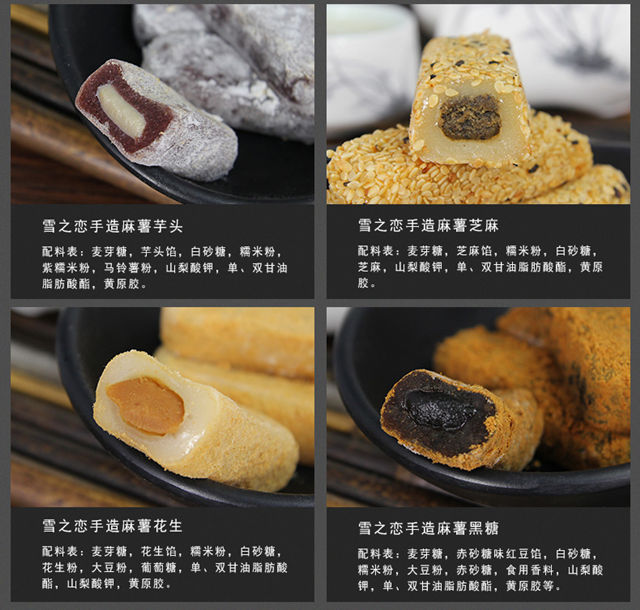 雪之恋手造麻薯芋头
配料表：麦芽糖，芋头馅，白砂糖，糯米粉，
紫糯米粉，马铃薯粉，山梨酸钾，单、双甘油
脂肪酸酯，黄原胶。
雪之恋手造麻薯芝麻
配料表：麦芽糖，芝麻馅，糯米粉，白砂糖，
芝麻，山梨酸钾，单、双甘油脂肪酸酯，黄原
胶。
雪之恋手造麻薯花生
配料表：麦芽糖，花生馅，糯米粉，白砂糖，
花生粉，大豆粉，葡萄糖，单、双甘油脂肪酸
酯，山梨酸钾，黄原胶。
雪之恋手造麻薯黑糖
配料表：麦芽糖，赤砂糖味红豆馅，白砂糖，
糯米粉，大豆粉，赤砂糖，食用香料，山梨酸
钾，单、双甘油脂肪酸酯，黄原胶等。